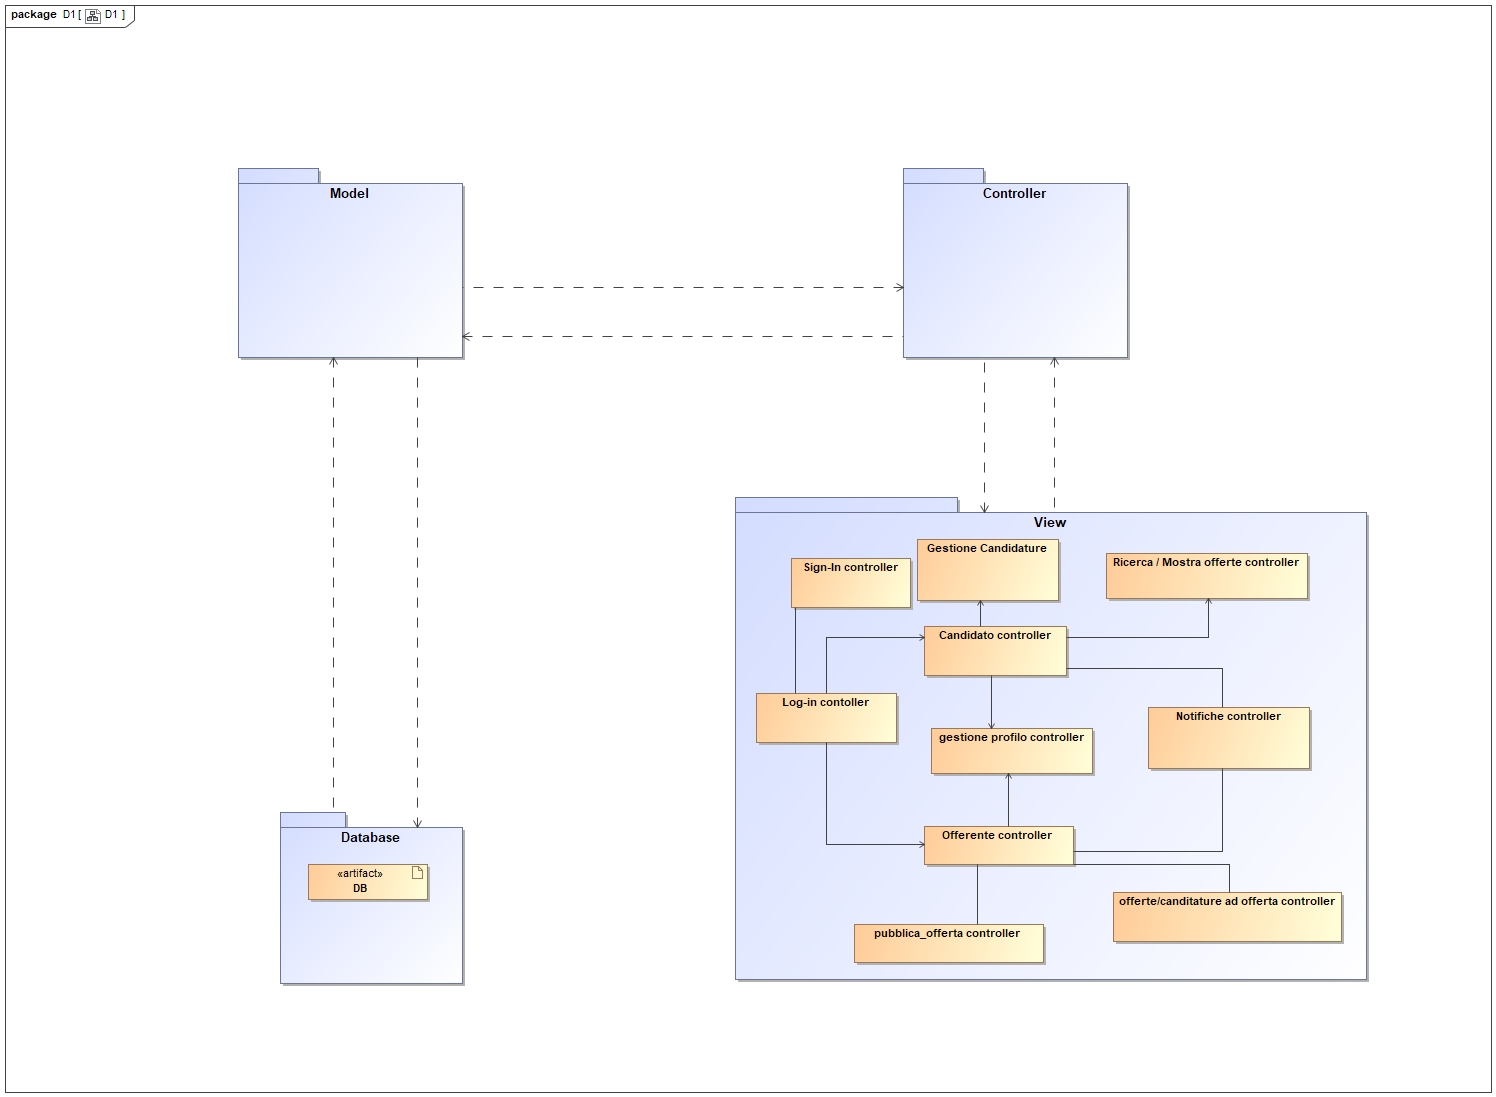 package D1 [ D1 ]
Model
Controller
View
Gestione Candidature
Sign-In controller
Ricerca / Mostra offerte controller
Candidato controller
Log-in contoller
Notifiche controller
gestione profilo controller
Offerente controller
Database
«artifact»
DB
offerte/canditature ad offerta controller
pubblica_offerta controller